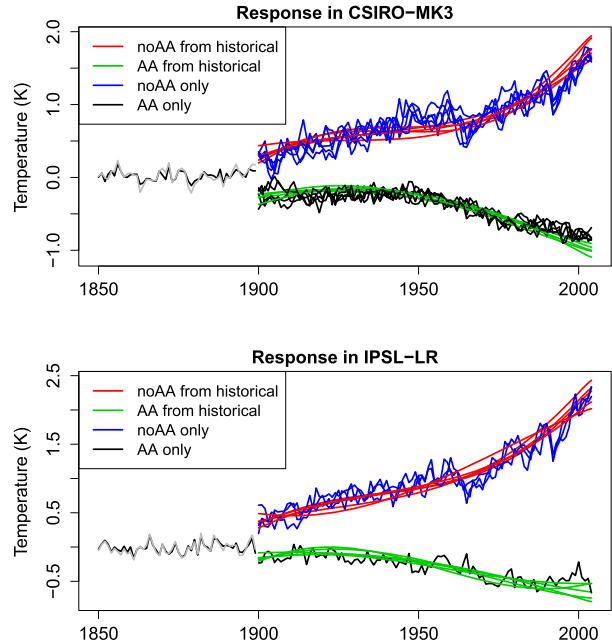 Response in CSIRO−MK3
Temperature (K)
2.0
1.0
0.0
−1.0
noAA from historical
AA from historical
noAA only
AA only
1850
1900
1950
2000
Response in IPSL−LR
Temperature (K)
2.5
1.5
0.5
−0.5
noAA from historical
AA from historical
noAA only
AA only
1850
1900
1950
2000